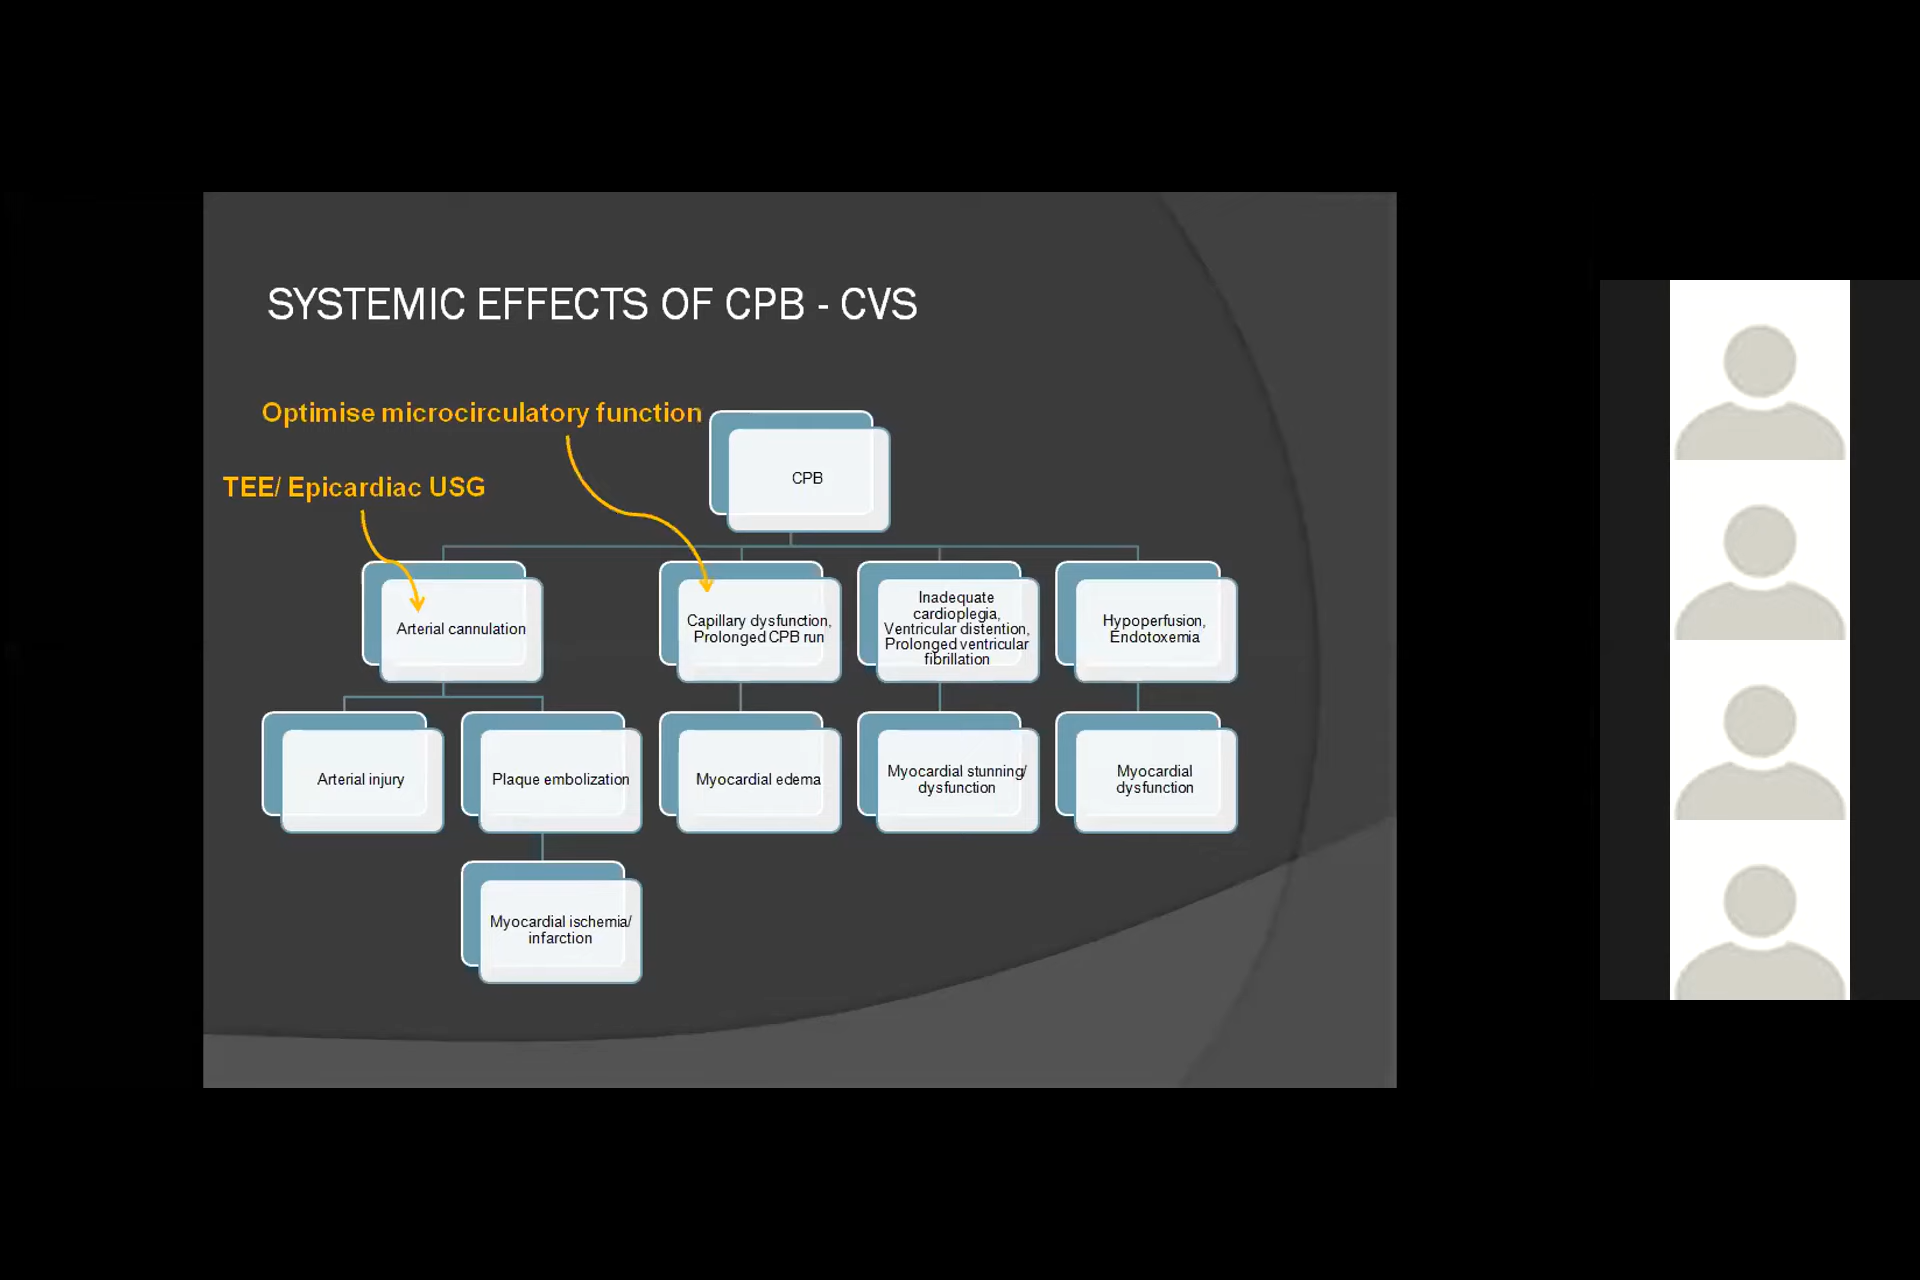 SYSTEMIC EFFECTS OF CPB - CVS
Optimise microcirculatory function
TEE/ Epicardiac USG
CPB
Arterial cannulation
Capillary dysfunction,
Prolonged CPB run
Inadequate
cardioplegia,
Ventricular distention,
Prolonged ventricular
fibrillation
Hypoperfusion,
Endotoxemia
Arterial injury
Plaque embolization
Myocardial edema
Myocardial stunning/
dysfunction
Myocardial
dysfunction
Myocardial ischemia/
infarction